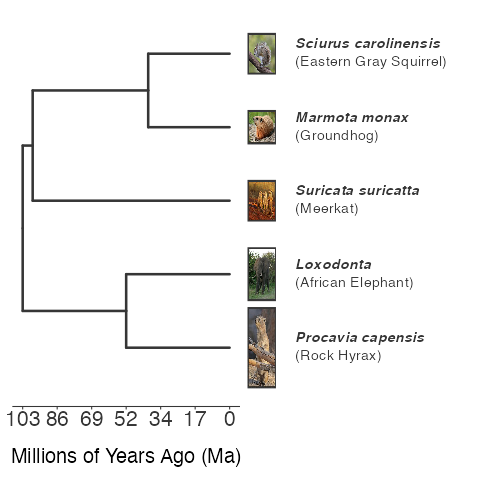 Sciurus carolinensis
(Eastern Gray Squirrel)
Marmota monax
(Groundhog)
Suricata suricatta
(Meerkat)
Loxodonta
(African Elephant)
Procavia capensis
(Rock Hyrax)
103 86 69 52 34 17 0
Millions of Years Ago (Ma)